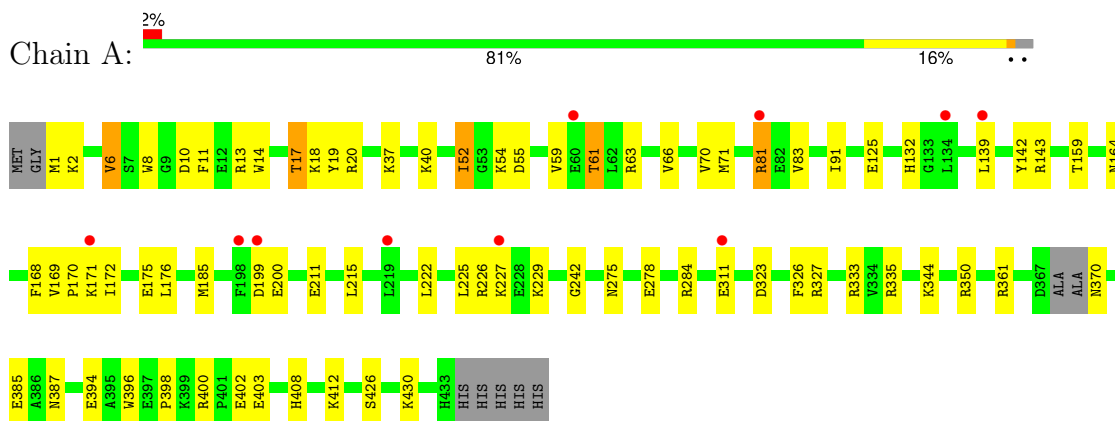 2%
Chain A:
81% 16% • •
MET GLY M1 K2 V6 S7 W8 G9 D10 F11 E12 R13 W14 T17 K18 Y19 R20 K37 K40 I52 G53 K54 D55 V59 E60 T61 L62 R63 V66 V70 M71 R81 E82 V83 I91 E125 H132 G133 L134 L139 Y142 R143 T159 N164
F168 V169 P170 K171 I172 E175 L176 M185 F198 D199 E200 E211 L215 L219 L222 L225 R226 K227 E228 K229 G242 N275 E278 R284 E311 D323 F326 R327 R333 V334 R335 K344 R350 R361 D367 ALA ALA N370
E385 A386 N387 E394 A395 W396 E397 P398 K399 R400 P401 E402 E403 H408 K412 S426 K430 H433 HIS HIS HIS HIS HIS